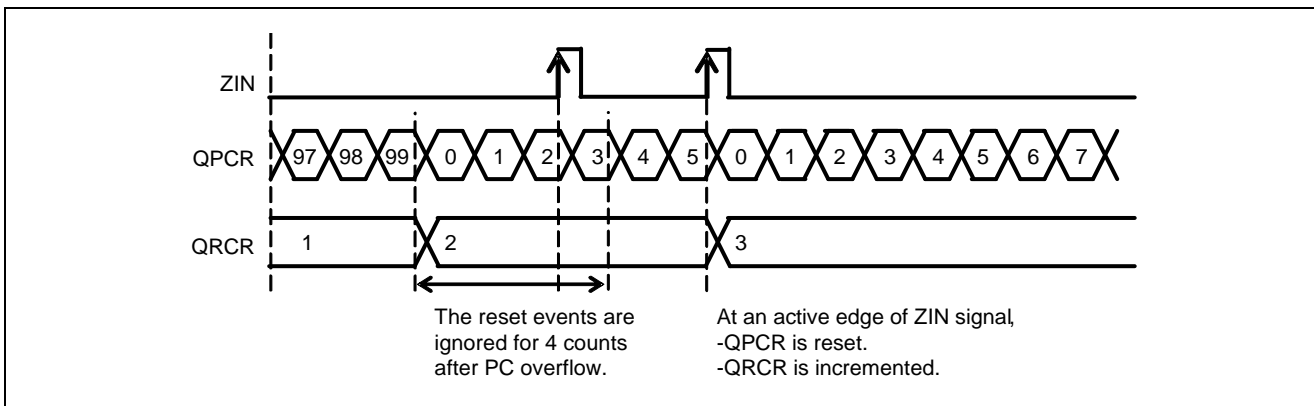 ZIN
QPCR 97 98 99 0 1 2 3 4 5 0 1 2 3 4 5 6 7
QRCR 1 2 3
The reset events are
ignored for 4 counts
after PC overflow.
At an active edge of ZIN signal,
-QPCR is reset.
-QRCR is incremented.